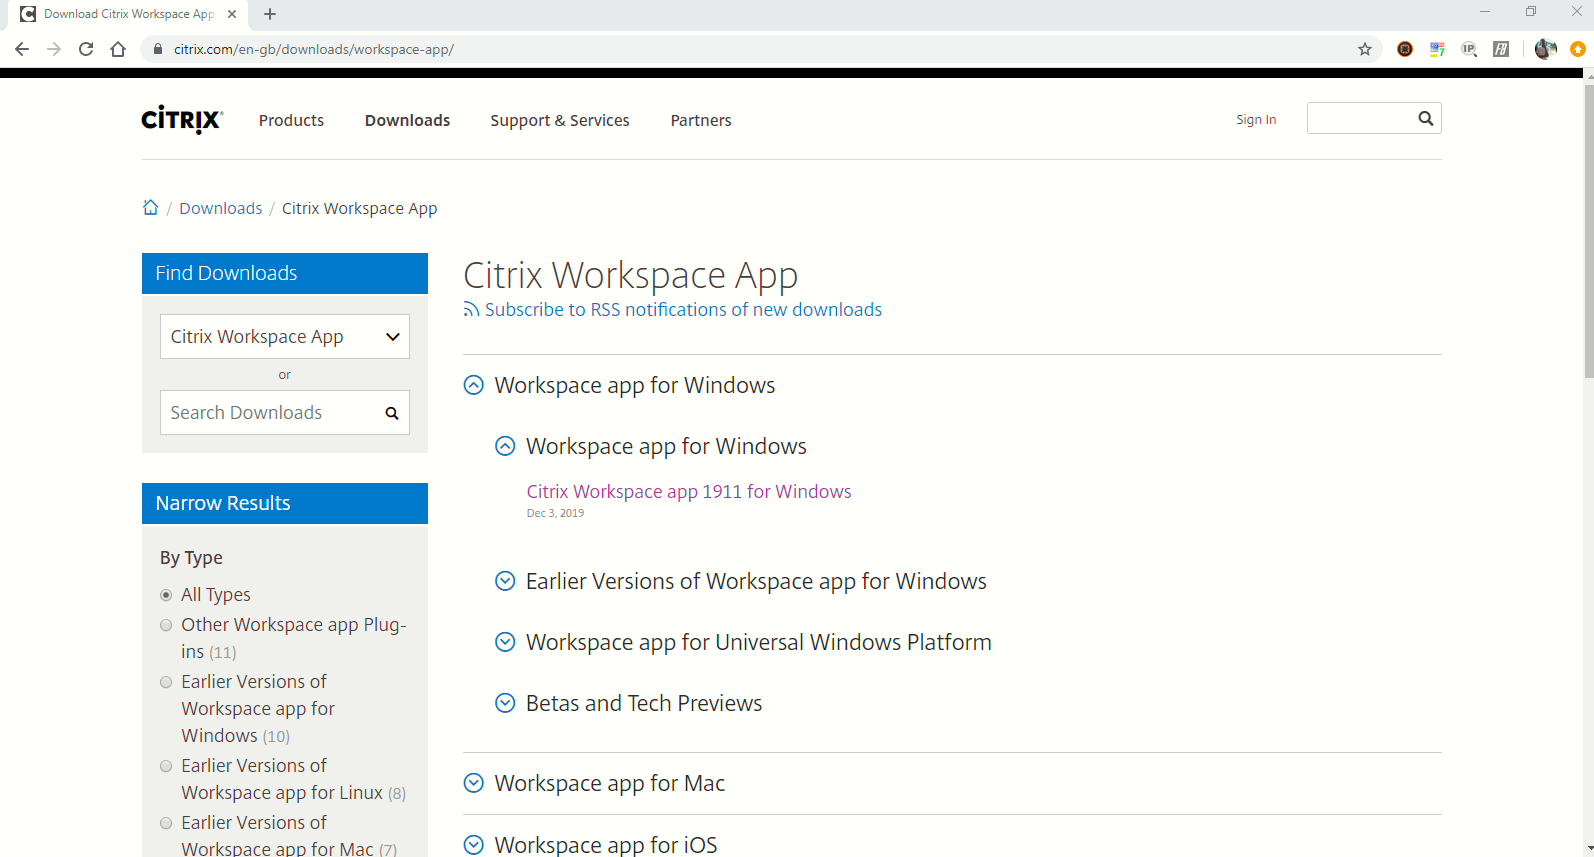 Download Citrix Workspace App
citrix.com/en-gb/downloads/workspace-app/
7
IP
CİTRIX®
Products
Downloads
Support & Services
Partners
Sign In
/ Downloads / Citrix Workspace App
Find Downloads
Citrix Workspace App
or
Search Downloads
Narrow Results
By Type
All Types
Other Workspace app Plug-
ins (11)
Earlier Versions of
Workspace app for
Windows (10)
Earlier Versions of
Workspace app for Linux (8)
Earlier Versions of
Workspace app for Mac (7)
Citrix Workspace App
Subscribe to RSS notifications of new downloads
Workspace app for Windows
Workspace app for Windows
Citrix Workspace app 1911 for Windows
Dec 3, 2019
Earlier Versions of Workspace app for Windows
Workspace app for Universal Windows Platform
Betas and Tech Previews
Workspace app for Mac
Workspace app for iOS